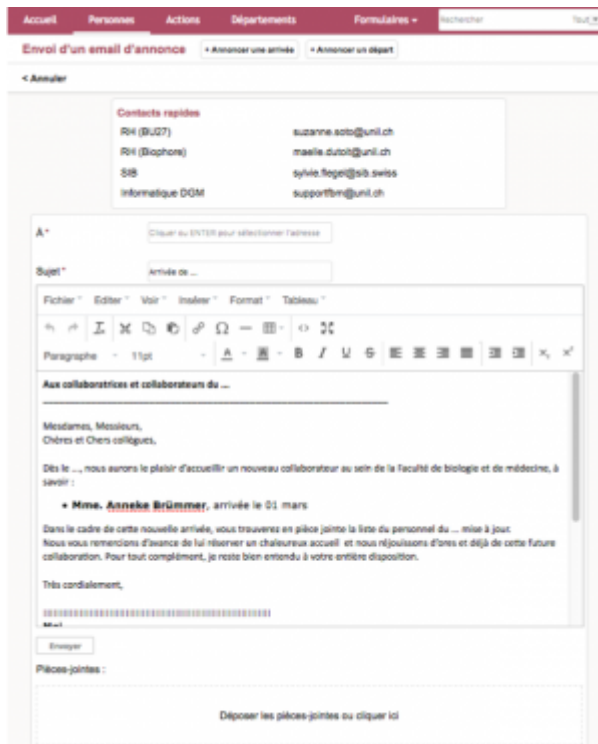 Accueil Personnes Actions Départements Formulaires Rechercher Tout
Envoi d'un email d'annonce + Annoncer une arrivée + Annoncer un départ
< Annuler
Contacts rapides
RH (BU27) suzanne.soto@unil.ch
RH (Biophore) maelle.dutoit@unil.ch
SIB sylvie.fiegel@sib.swiss
Informatique DGM supportfbm@unil.ch
A* Cliquer ou ENTER pour sélectionner l'adresse
Sujet* Arrivée de ...
Fichier Editer Voir Insérer Format Tableau
Paragraphe 11pt A A B I U S
Aux collaboratrices et collaborateurs du ...
Mesdames, Messieurs,
Chères et Chers collègues,
Dès le ..., nous aurons le plaisir d'accueillir un nouveau collaborateur au sein de la Faculté de biologie et de médecine, à
savoir :
• Mme. Anneke Brümmer, arrivée le 01 mars
Dans le cadre de cette nouvelle arrivée, vous trouverez en pièce jointe la liste du personnel du ... mise à jour.
Nous vous remercions d'avance de lui réserver un chaleureux accueil et nous réjouissons d'ores et déjà de cette future
collaboration. Pour tout complément, je reste bien entendu à votre entière disposition.
Très cordialement,
Envoyer
Pièces-jointes :
Déposer les pièces-jointes ou cliquer ici